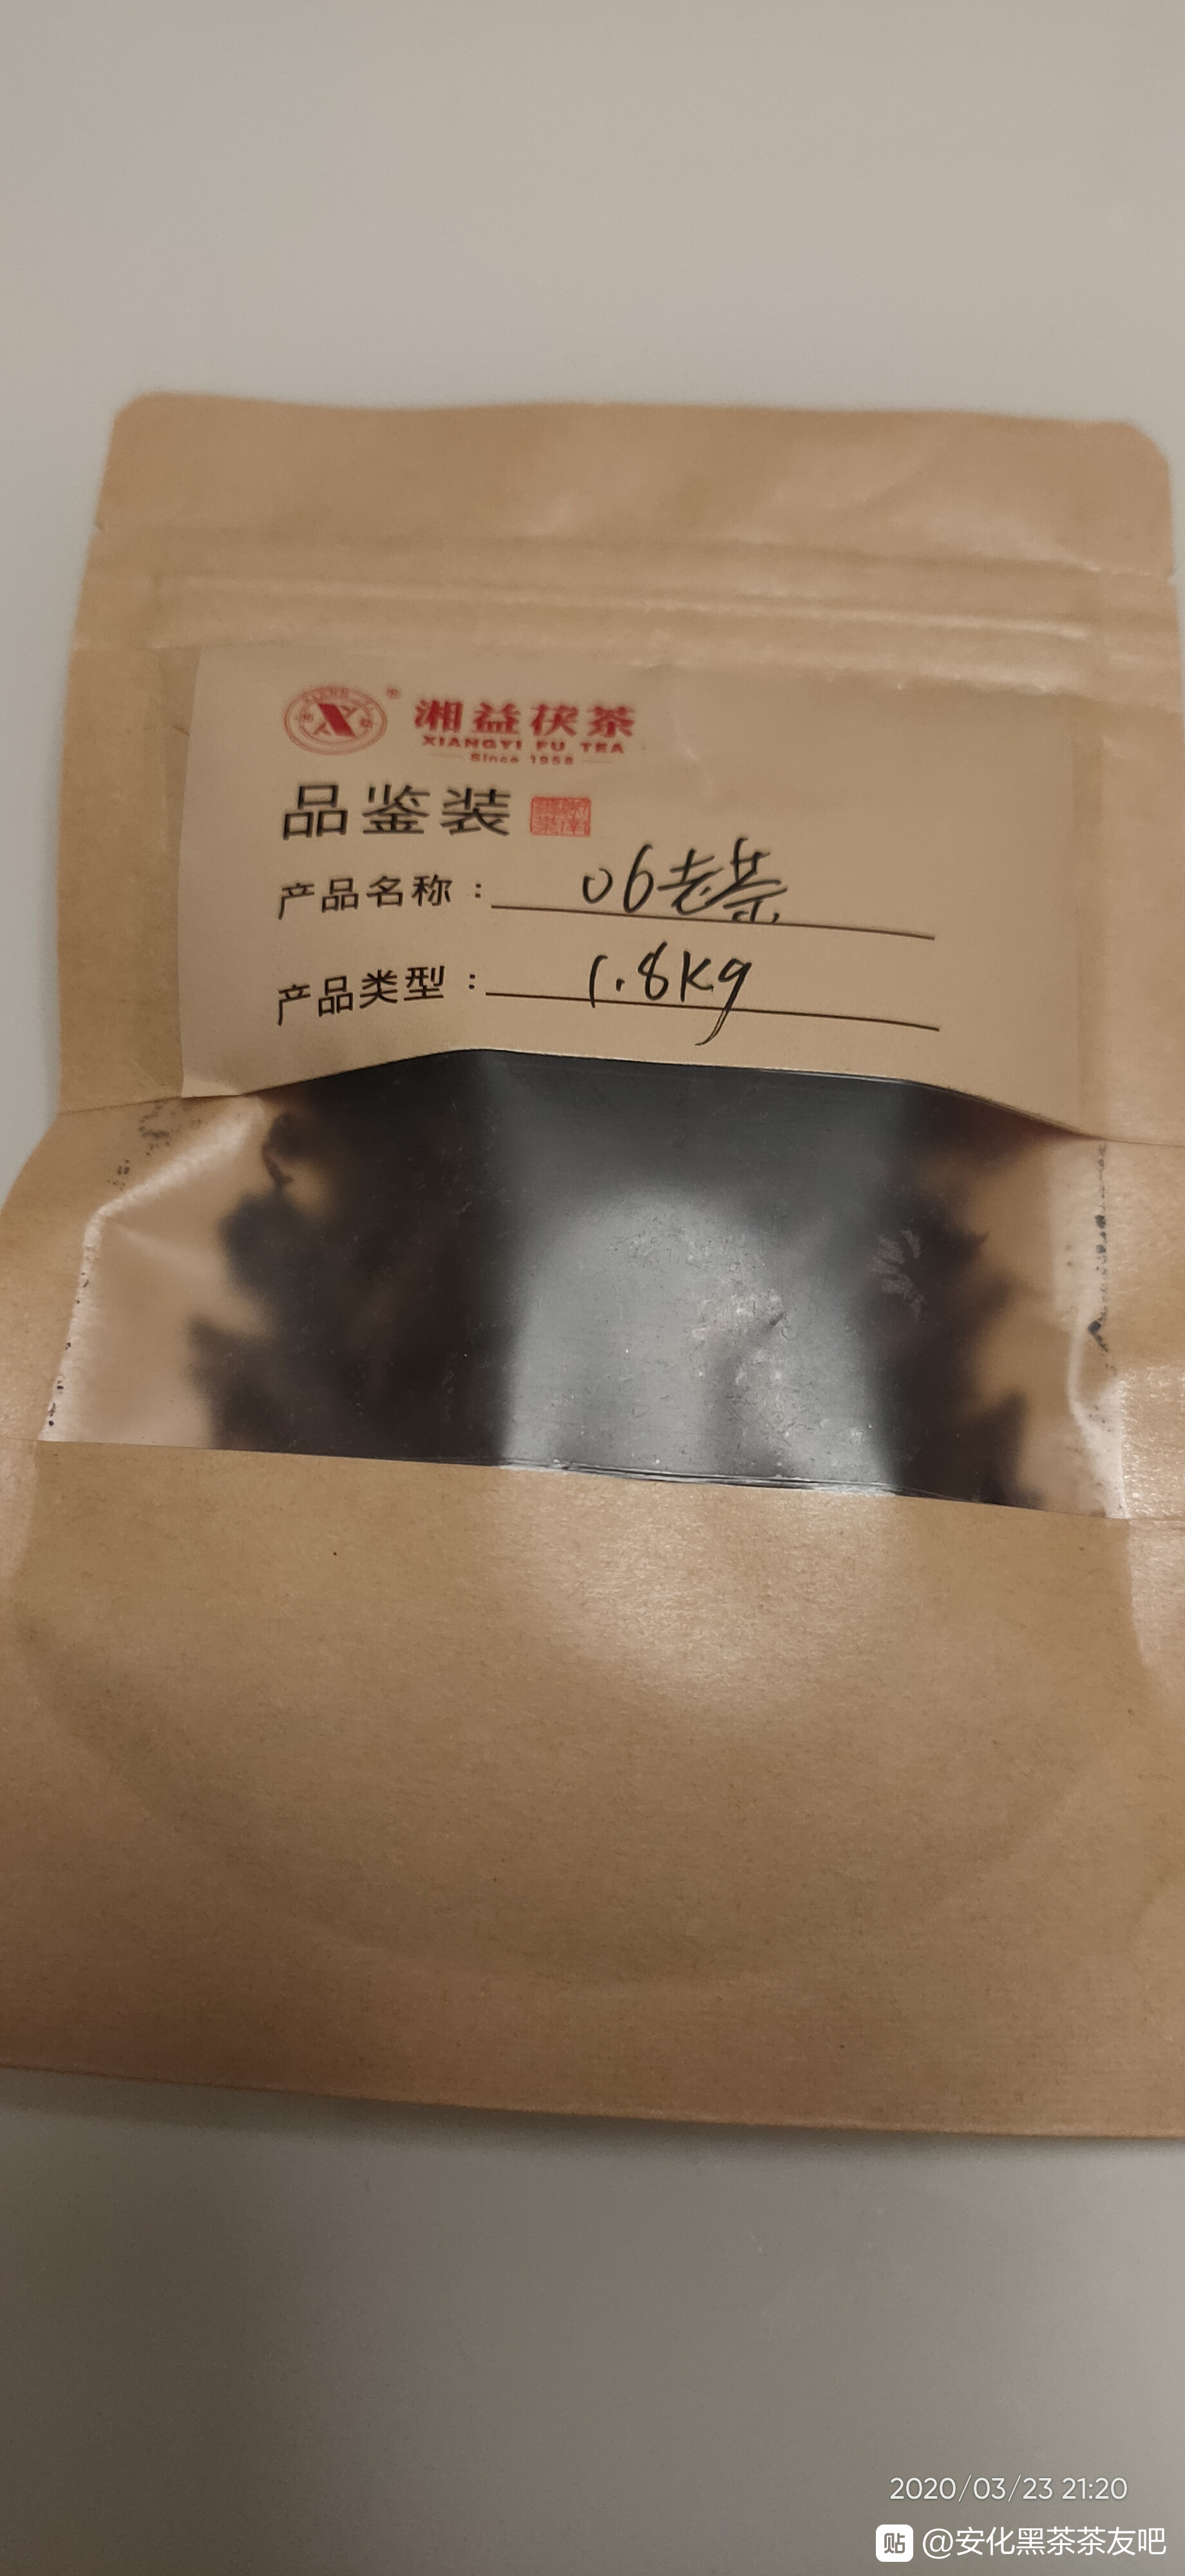 湘益茯茶
XIANGYI FU TEA
Since 1958
品鉴装
产品名称：06老茶
产品类型：1.8Kg
2020/03/23 21:20
贴 @安化黑茶茶友吧